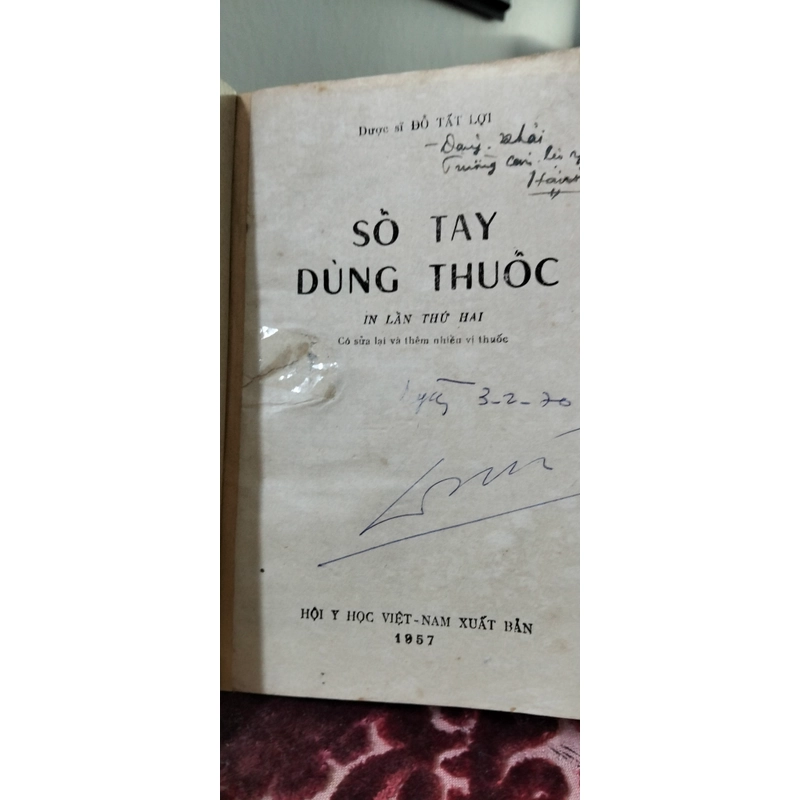 Dược sĩ ĐỖ TẤT LỢI
SỔ TAY
DÙNG THUỐC
IN LẦN THỨ HAI
Có sửa lại và thêm nhiều vị thuốc
3-2-70
HỘI Y HỌC VIỆT-NAM XUẤT BẢN
1957